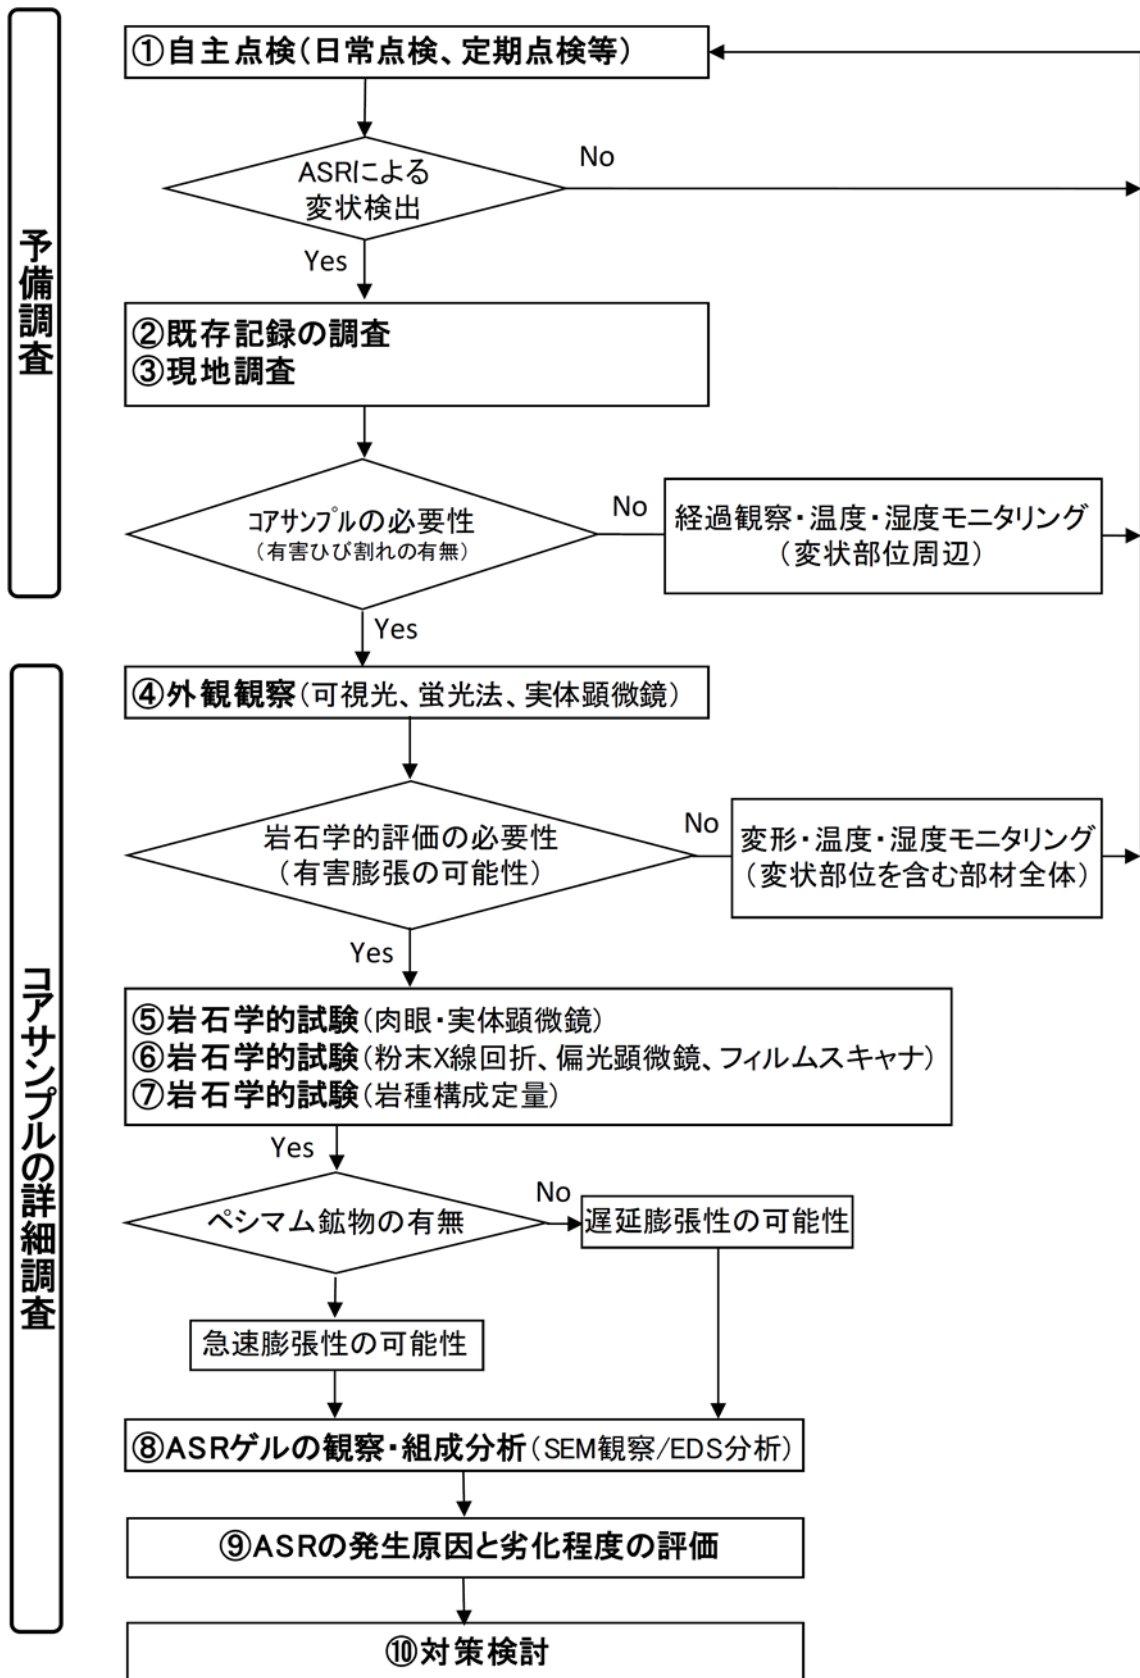 予備調査
①自主点検(日常点検、定期点検等)
ASRによる
変状検出
No
Yes
②既存記録の調査
③現地調査
コアサンプルの必要性
(有害ひび割れの有無)
No
経過観察・温度・湿度モニタリング
(変状部位周辺)
Yes
コアサンプルの詳細調査
④外観観察(可視光、蛍光法、実体顕微鏡)
岩石学的評価の必要性
(有害膨張の可能性)
No
変形・温度・湿度モニタリング
(変状部位を含む部材全体)
Yes
⑤岩石学的試験(肉眼・実体顕微鏡)
⑥岩石学的試験(粉末X線回折、偏光顕微鏡、フィルムスキャナ)
⑦岩石学的試験(岩種構成定量)
Yes
ペシマム鉱物の有無
No
遅延膨張性の可能性
急速膨張性の可能性
⑧ASRゲルの観察・組成分析(SEM観察/EDS分析)
⑨ASRの発生原因と劣化程度の評価
⑩対策検討